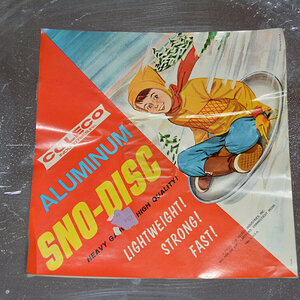 COLECO
ALUMINUM
SNO-DISC
HEAVY
HIGH QUALITY!
LIGHTWEIGHT!
STRONG!
FAST!